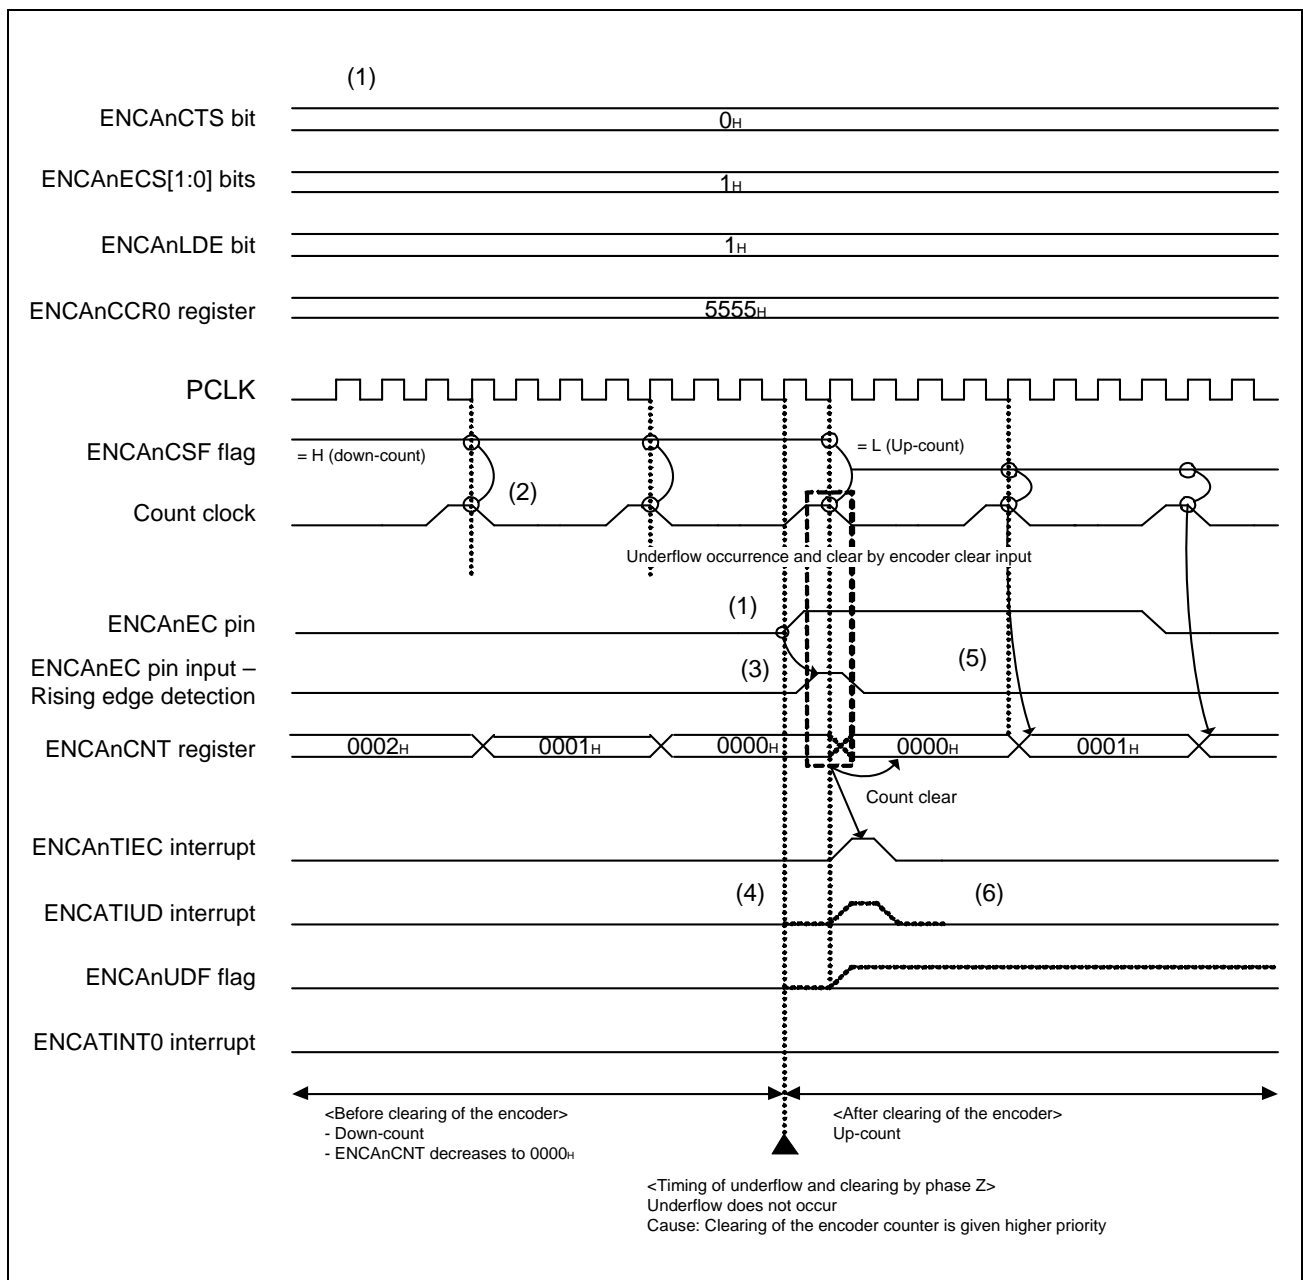 (1)
ENCAnCTS bit
0H
ENCAnECS[1:0] bits
1H
ENCAnLDE bit
1H
ENCAnCCR0 register
5555H
PCLK
ENCAnCSF flag
= H (down-count)
= L (Up-count)
(2)
Count clock
Underflow occurrence and clear by encoder clear input
(1)
ENCAnEC pin
ENCAnEC pin input –
Rising edge detection
(3)
(5)
ENCAnCNT register
0002H
0001H
0000H
0000H
0001H
Count clear
ENCAnTIEC interrupt
(4)
(6)
ENCATIUD interrupt
ENCAnUDF flag
ENCATINT0 interrupt
<Before clearing of the encoder>
- Down-count
- ENCAnCNT decreases to 0000H
<After clearing of the encoder>
Up-count
<Timing of underflow and clearing by phase Z>
Underflow does not occur
Cause: Clearing of the encoder counter is given higher priority